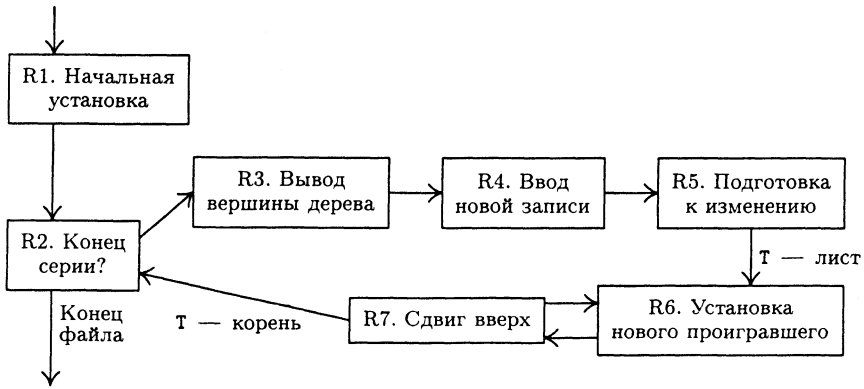 R1. Начальная
установка
R3. Вывод
вершины дерева
R4. Ввод
новой записи
R5. Подготовка
к изменению
R2. Конец
серии?
T — лист
Конец
файла
T — корень
R7. Сдвиг вверх
R6. Установка
нового проигравшего